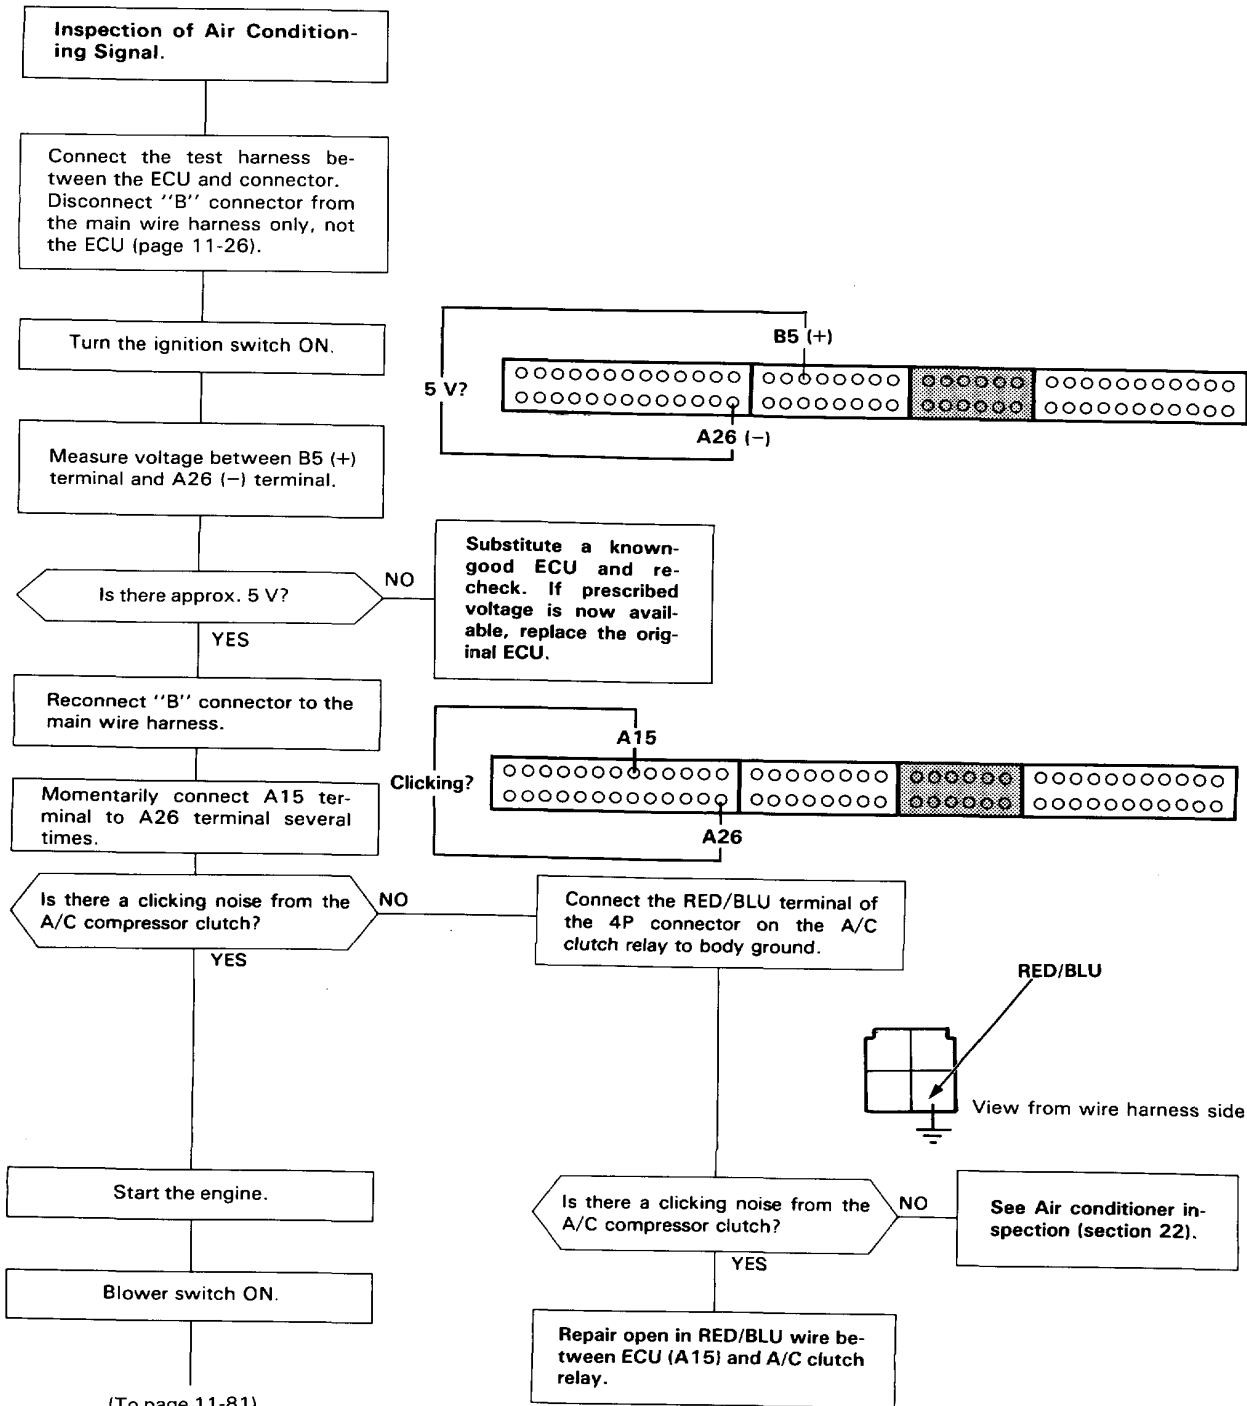 Inspection of Air Condition-
ing Signal.
Connect the test harness be-
tween the ECU and connector.
Disconnect "B" connector from
the main wire harness only, not
the ECU (page 11-26).
Turn the ignition switch ON.
B5 (+)
5 V?
A26 (−)
Measure voltage between B5 (+)
terminal and A26 (−) terminal.
Is there approx. 5 V?
NO
YES
Substitute a known-
good ECU and re-
check. If prescribed
voltage is now avail-
able, replace the orig-
inal ECU.
Reconnect "B" connector to the
main wire harness.
A15
Clicking?
A26
Momentarily connect A15 ter-
minal to A26 terminal several
times.
Is there a clicking noise from the
A/C compressor clutch?
NO
YES
Connect the RED/BLU terminal of
the 4P connector on the A/C
clutch relay to body ground.
RED/BLU
View from wire harness side
Start the engine.
Is there a clicking noise from the
A/C compressor clutch?
NO
YES
See Air conditioner in-
spection (section 22).
Blower switch ON.
Repair open in RED/BLU wire be-
tween ECU (A15) and A/C clutch
relay.
(To page 11-81)